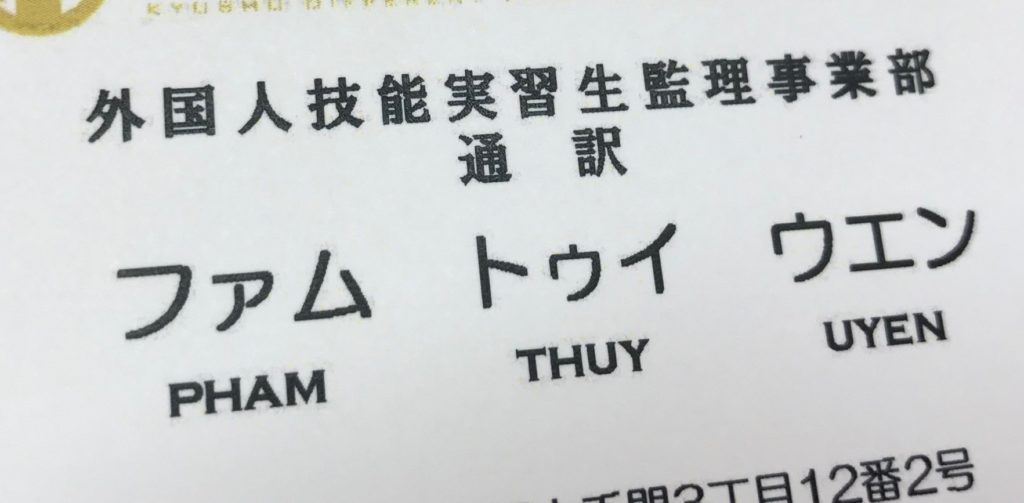 外国人技能実習生監理事業部
通訳
ファム トゥイ ウエン
PHAM THUY UYEN
3丁目12番2号